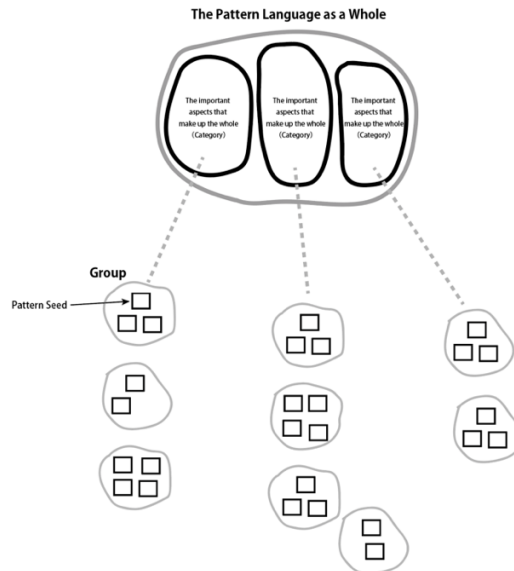 The Pattern Language as a Whole
The important
aspects that
make up the whole
(Category)
The important
aspects that
make up the whole
(Category)
The important
aspects that
make up the whole
(Category)
Group
Pattern Seed